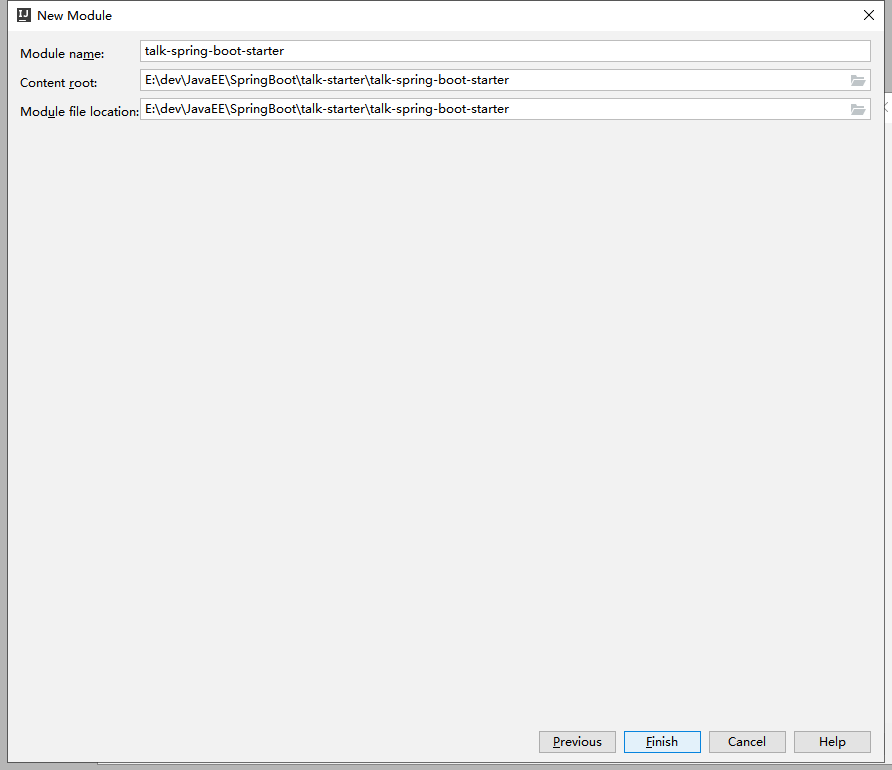 IJ New Module
Module name: talk-spring-boot-starter
Content root: E:\dev\JavaEE\SpringBoot\talk-starter\talk-spring-boot-starter
Module file location: E:\dev\JavaEE\SpringBoot\talk-starter\talk-spring-boot-starter
Previous Finish Cancel Help